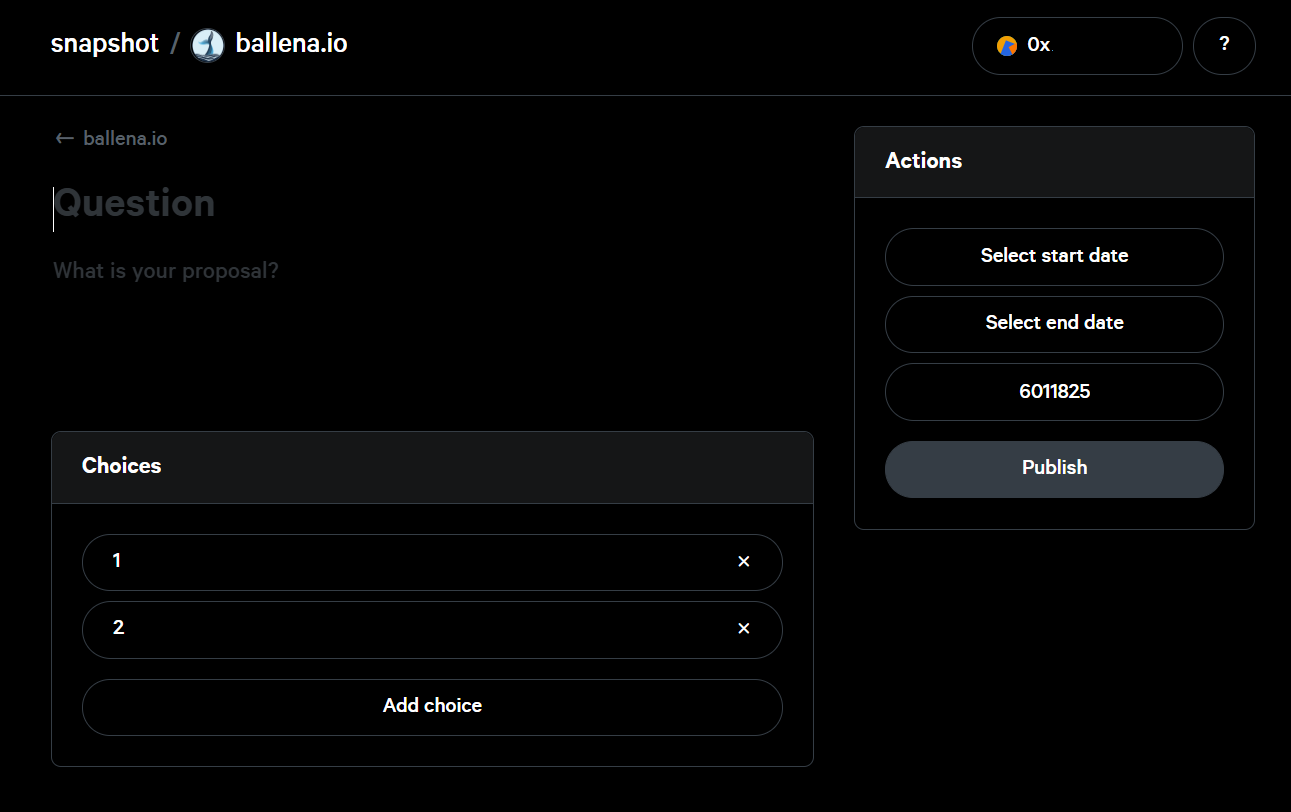 snapshot / ballena.io
0x
?
← ballena.io
Question
What is your proposal?
Choices
1 ×
2 ×
Add choice
Actions
Select start date
Select end date
6011825
Publish